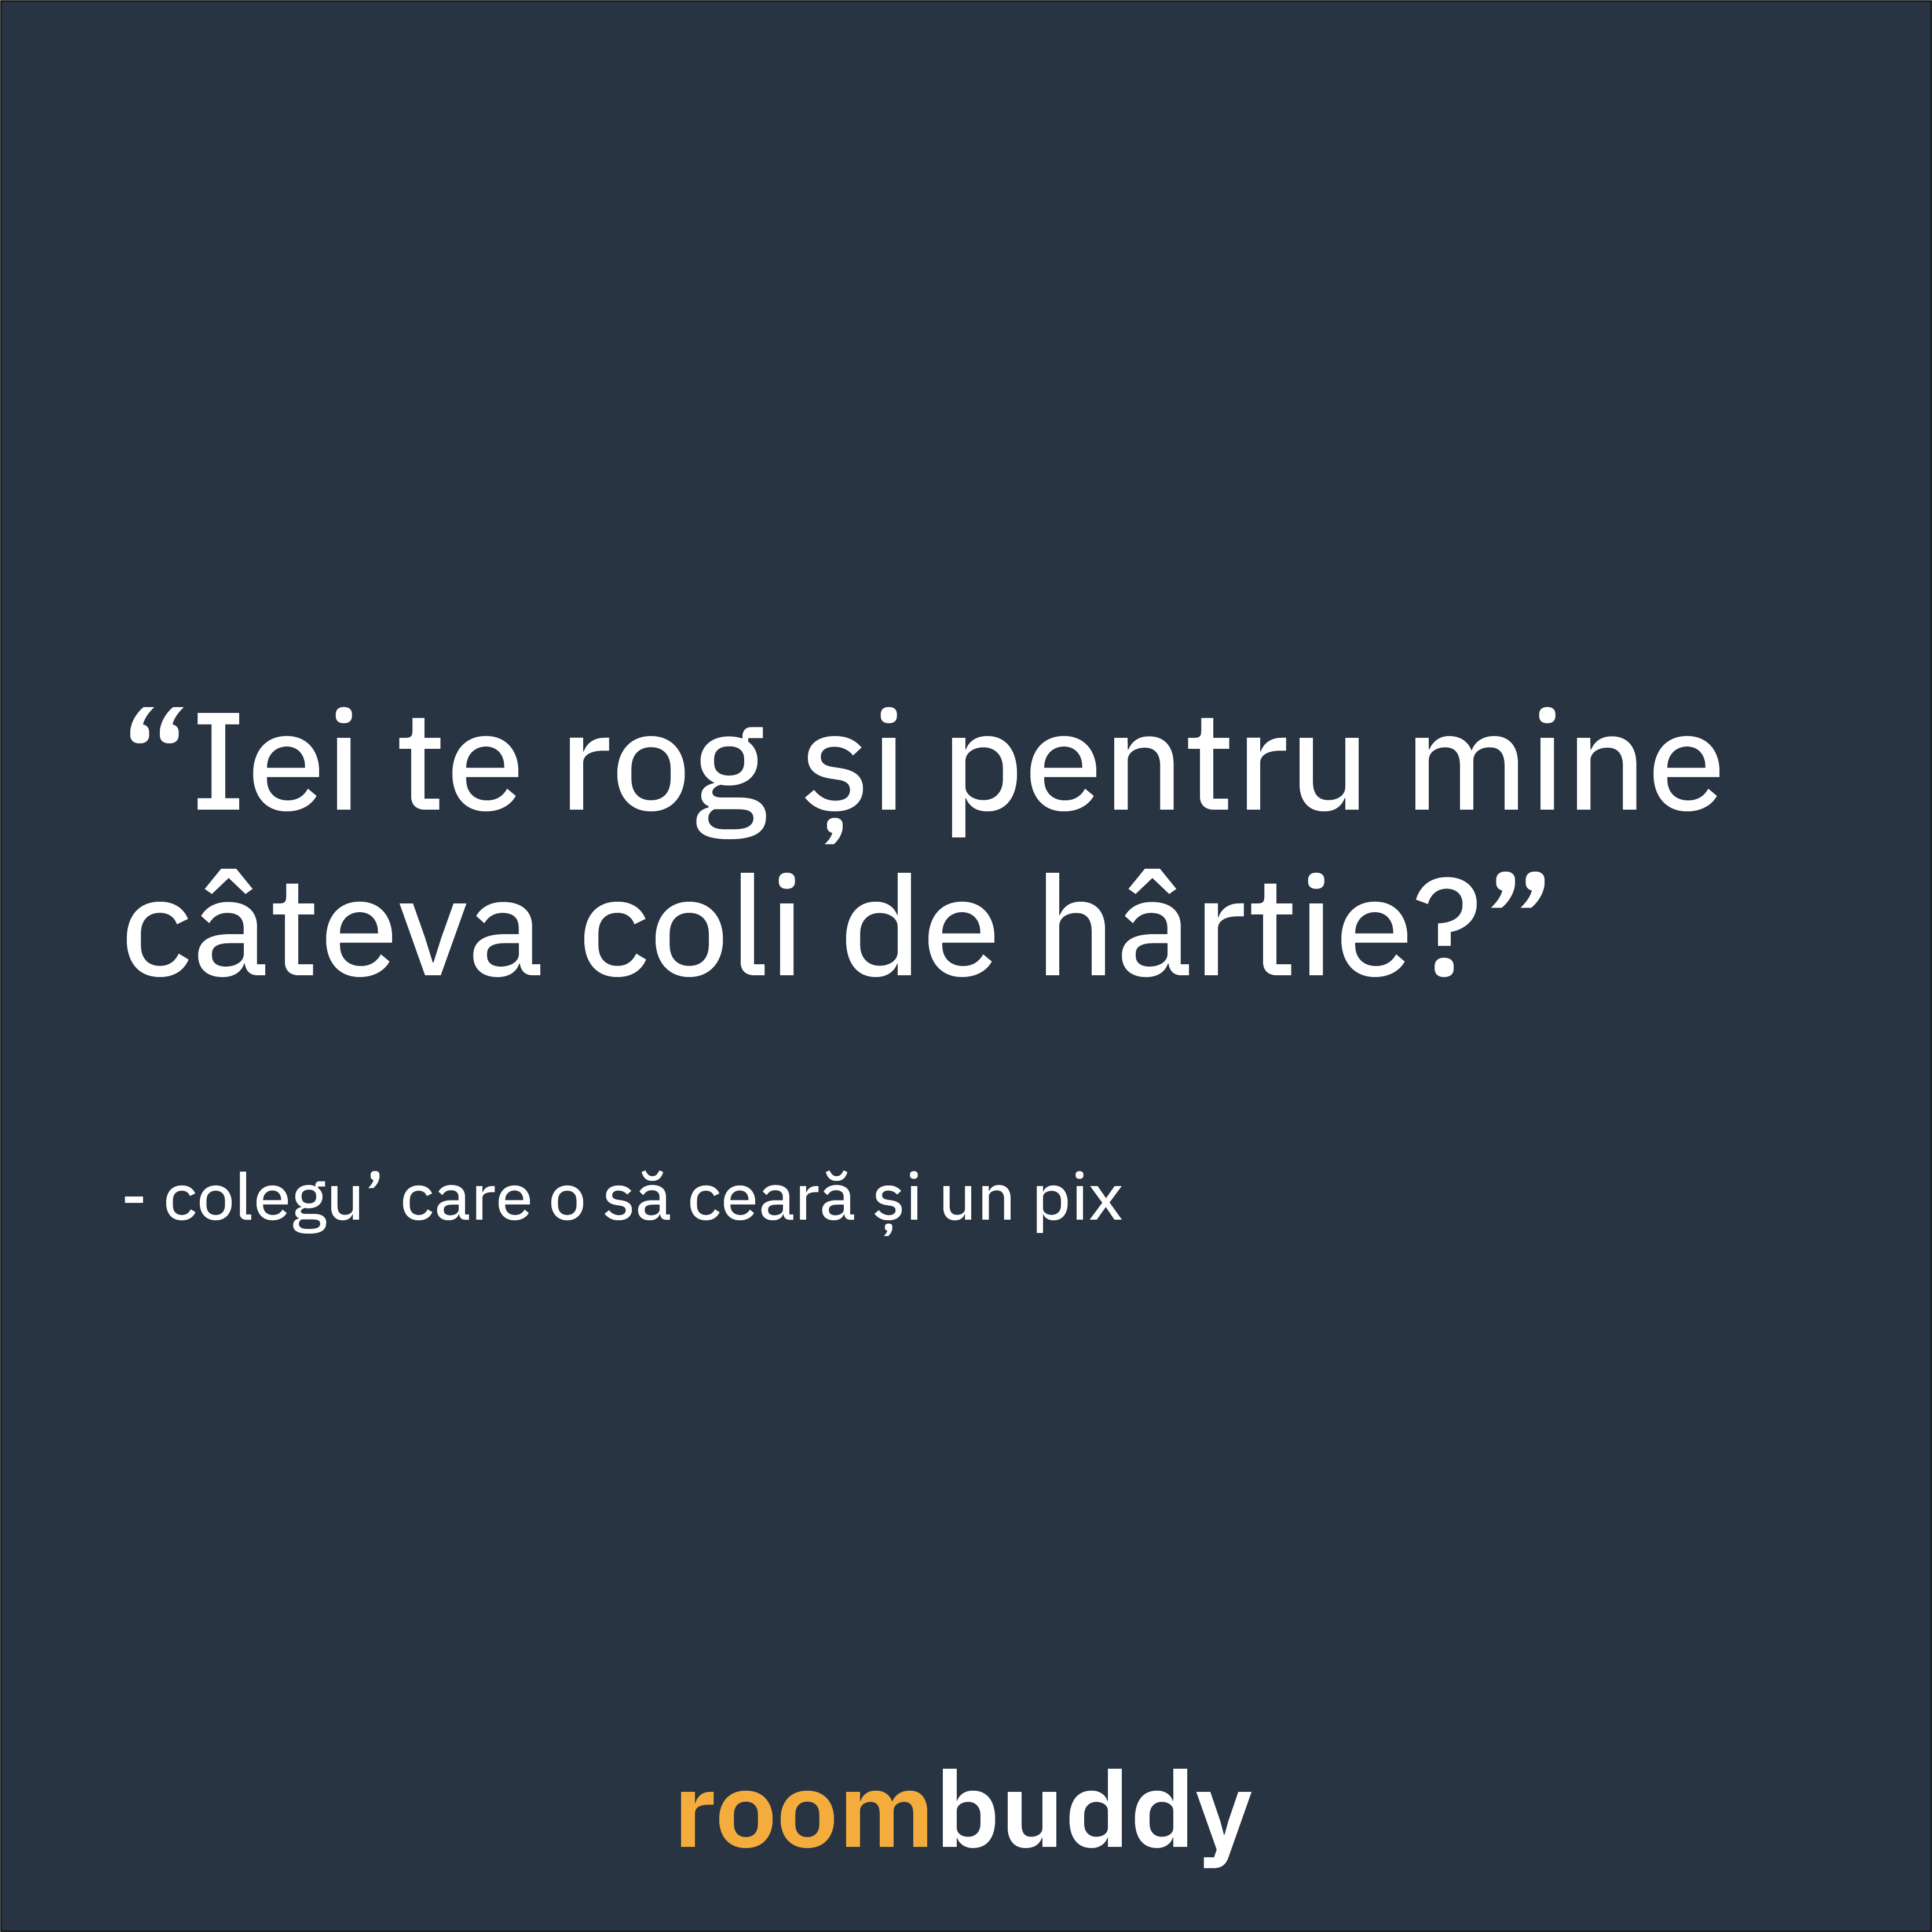 “Iei te rog și pentru mine
câteva coli de hârtie?”
- colegu’ care o să ceară și un pix
roombuddy